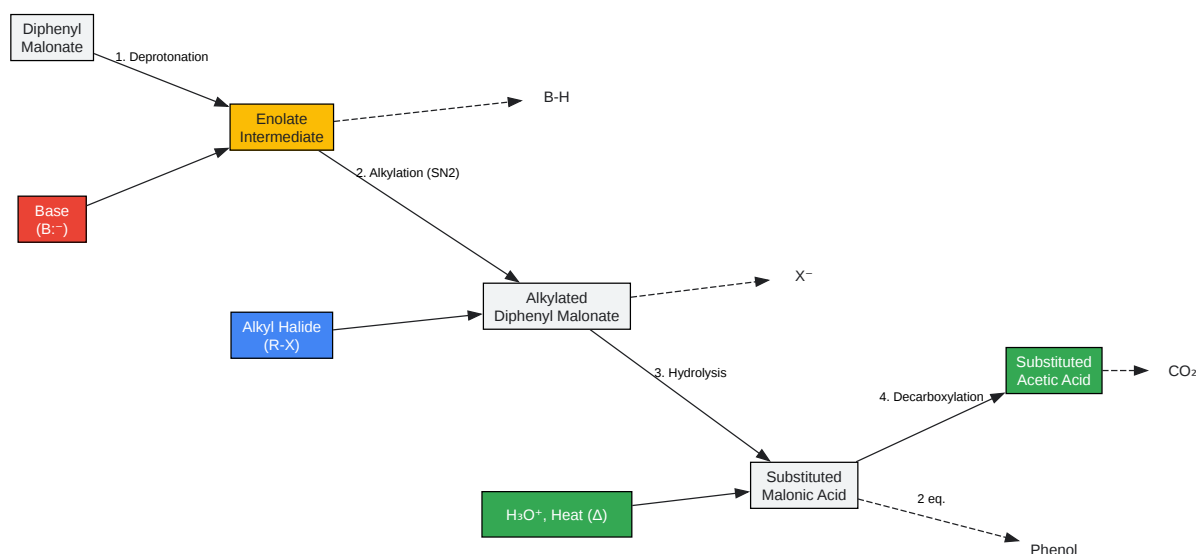 Diphenyl
Malonate
1. Deprotonation
B-H
Enolate
Intermediate
2. Alkylation (SN2)
Base
(B:⁻)
X⁻
Alkylated
Diphenyl Malonate
Alkyl Halide
(R-X)
3. Hydrolysis
Substituted
Acetic Acid
CO₂
4. Decarboxylation
Substituted
Malonic Acid
2 eq.
H₃O⁺, Heat (Δ)
Phenol